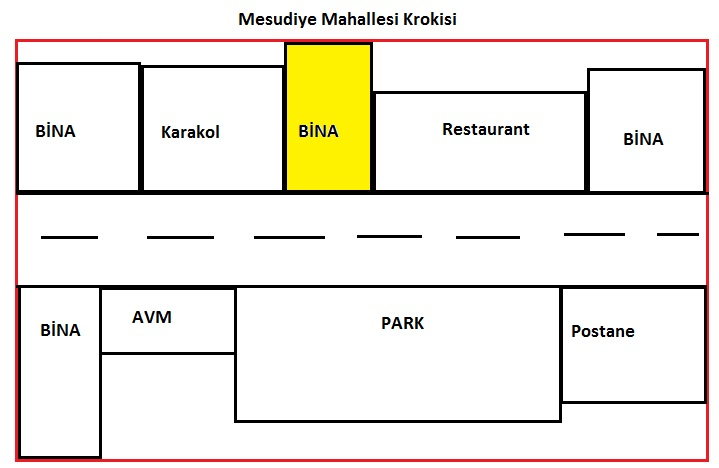 Mesudiye Mahallesi Krokisi
BİNA
Karakol
BİNA
Restaurant
BİNA
BİNA
AVM
PARK
Postane